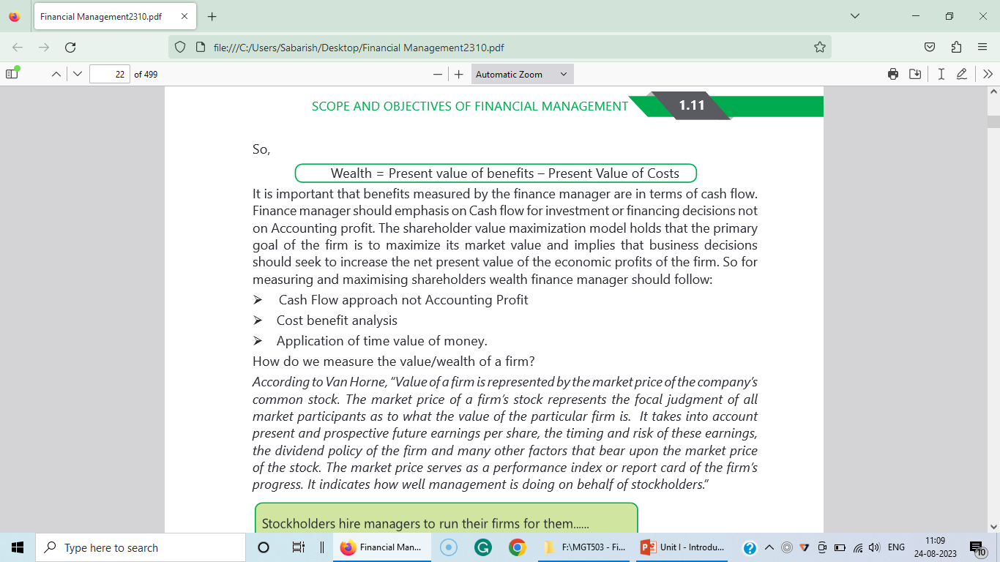 Financial Management2310.pdf
file:///C:/Users/Sabarish/Desktop/Financial Management2310.pdf
22 of 499
Automatic Zoom
SCOPE AND OBJECTIVES OF FINANCIAL MANAGEMENT 1.11
So,
Wealth = Present value of benefits – Present Value of Costs
It is important that benefits measured by the finance manager are in terms of cash flow.
Finance manager should emphasis on Cash flow for investment or financing decisions not
on Accounting profit. The shareholder value maximization model holds that the primary
goal of the firm is to maximize its market value and implies that business decisions
should seek to increase the net present value of the economic profits of the firm. So for
measuring and maximising shareholders wealth finance manager should follow:
➢ Cash Flow approach not Accounting Profit
➢ Cost benefit analysis
➢ Application of time value of money.
How do we measure the value/wealth of a firm?
According to Van Horne, “Value of a firm is represented by the market price of the company’s
common stock. The market price of a firm’s stock represents the focal judgment of all
market participants as to what the value of the particular firm is. It takes into account
present and prospective future earnings per share, the timing and risk of these earnings,
the dividend policy of the firm and many other factors that bear upon the market price
of the stock. The market price serves as a performance index or report card of the firm’s
progress. It indicates how well management is doing on behalf of stockholders.”
Stockholders hire managers to run their firms for them......
Type here to search
Financial Man...
F:\MGT503 - Fi...
Unit I - Introdu...
ENG
11:09
24-08-2023
10